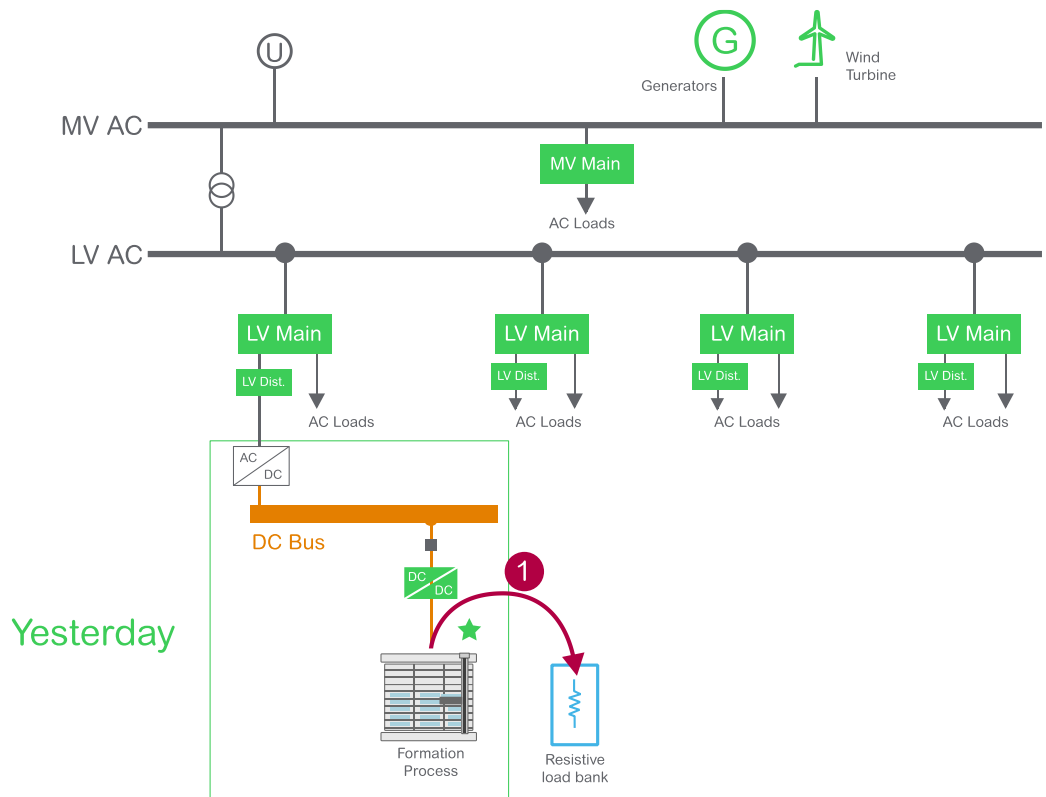 U
G
Generators
Wind
Turbine
MV AC
MV Main
AC Loads
LV AC
LV Main
LV Main
LV Main
LV Main
LV Dist.
LV Dist.
LV Dist.
LV Dist.
AC Loads
AC Loads
AC Loads
AC Loads
AC
DC
DC Bus
DC
DC
1
Yesterday
Formation
Process
Resistive
load bank